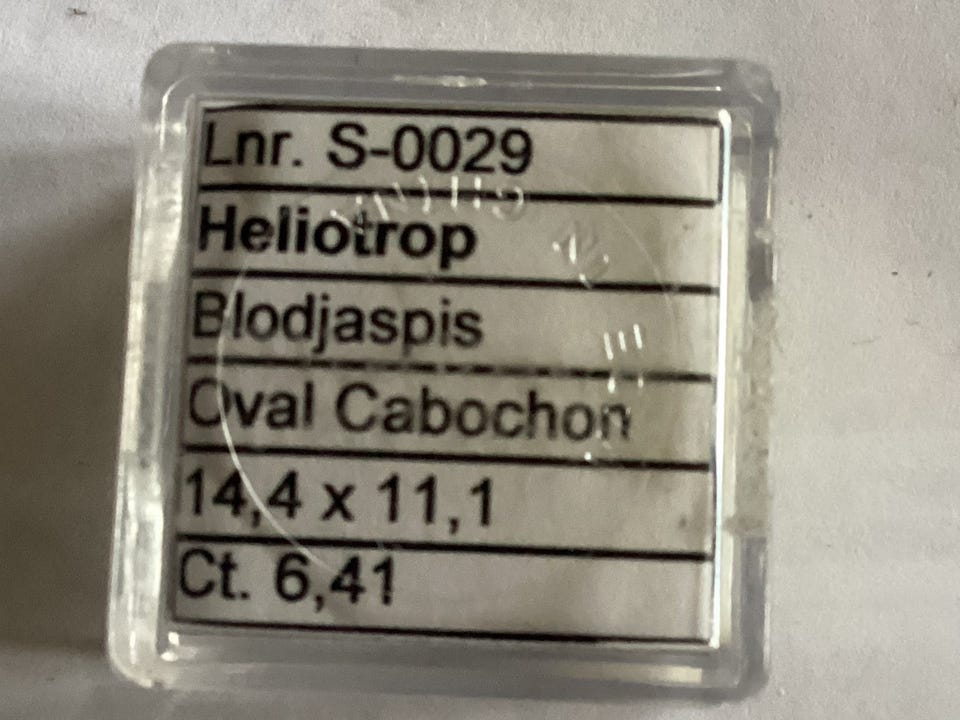 Lnr. S-0029
Heliotrop
Blodjaspis
Oval Cabochon
14,4 x 11,1
Ct. 6,41